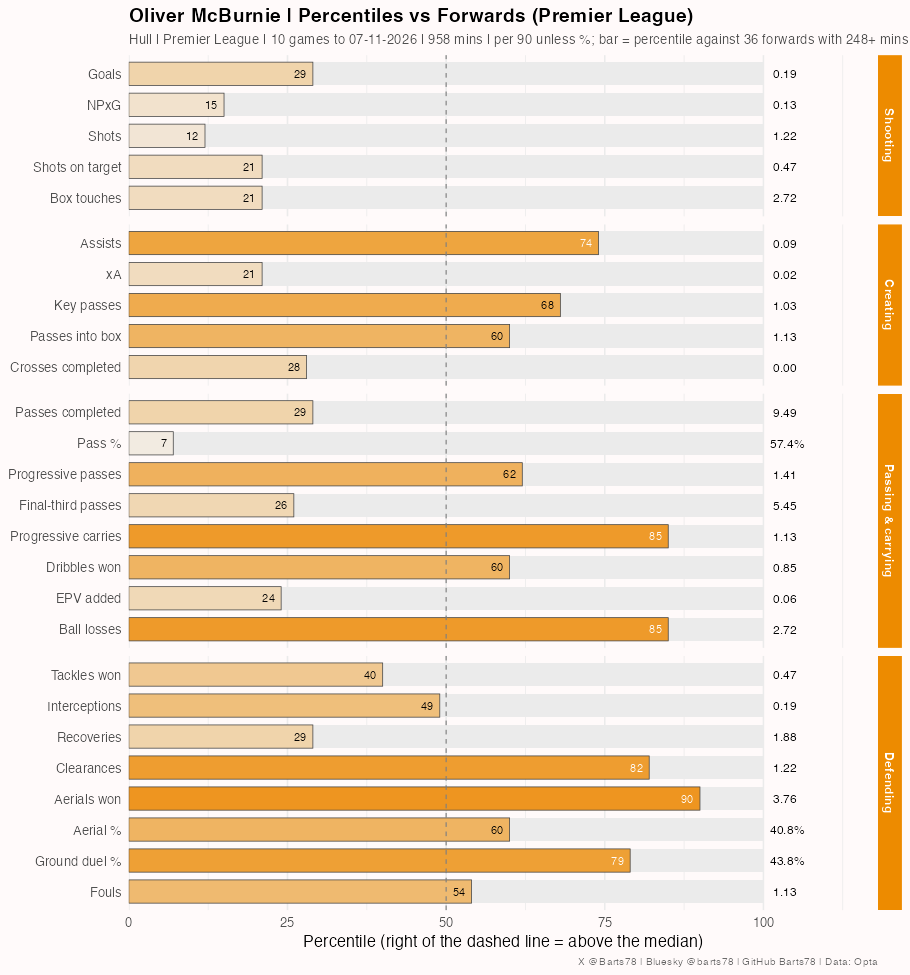 Oliver McBurnie | Percentiles vs Forwards (Premier League)
Hull | Premier League | 10 games to 07-11-2026 | 958 mins | per 90 unless %; bar = percentile against 36 forwards with 248+ mins
Goals 29 0.19
NPxG 15 0.13
Shots 12 1.22
Shots on target 21 0.47
Box touches 21 2.72
Shooting
Assists 74 0.09
xA 21 0.02
Key passes 68 1.03
Passes into box 60 1.13
Crosses completed 28 0.00
Creating
Passes completed 29 9.49
Pass % 7 57.4%
Progressive passes 62 1.41
Final-third passes 26 5.45
Progressive carries 85 1.13
Dribbles won 60 0.85
EPV added 24 0.06
Ball losses 85 2.72
Passing & carrying
Tackles won 40 0.47
Interceptions 49 0.19
Recoveries 29 1.88
Clearances 82 1.22
Aerials won 90 3.76
Aerial % 60 40.8%
Ground duel % 79 43.8%
Fouls 54 1.13
Defending
0 25 50 75 100
Percentile (right of the dashed line = above the median)
X @Barts78 | Bluesky @barts78 | GitHub Barts78 | Data: Opta